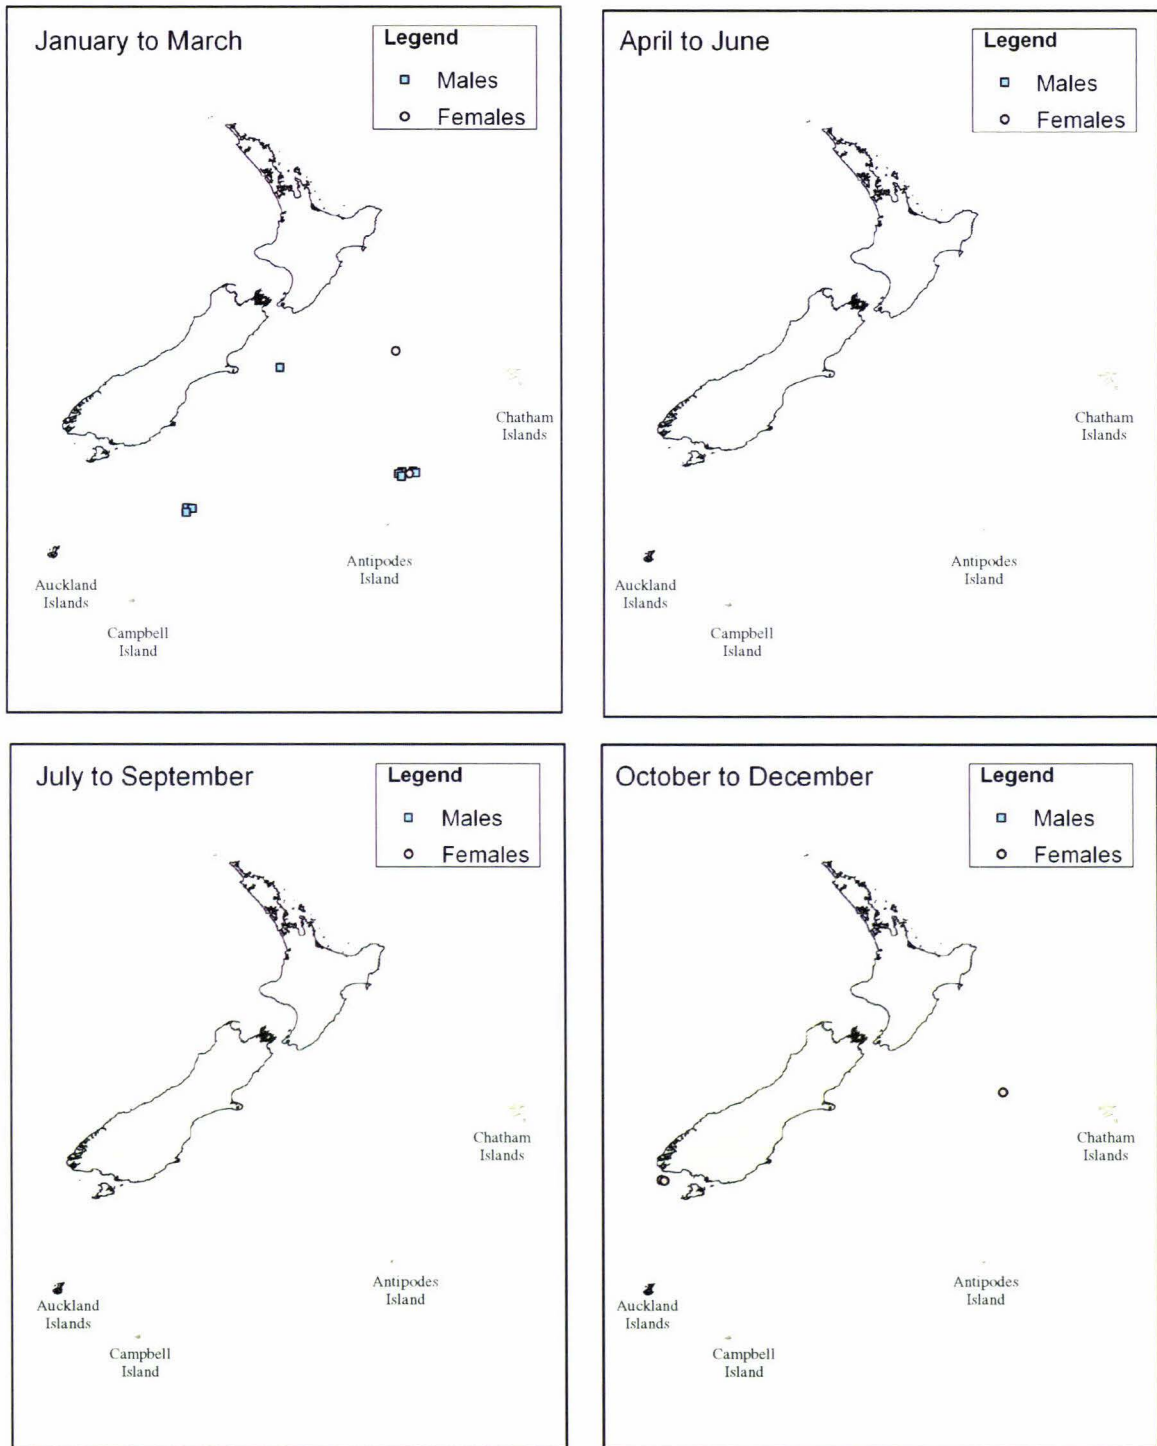 January to March
Legend
Males
Females
Chatham
Islands
Antipodes
Island
Auckland
Islands
Campbell
Island
April to June
Legend
Males
Females
Chatham
Islands
Antipodes
Island
Auckland
Islands
Campbell
Island
July to September
Legend
Males
Females
Chatham
Islands
Antipodes
Island
Auckland
Islands
Campbell
Island
October to December
Legend
Males
Females
Chatham
Islands
Antipodes
Island
Auckland
Islands
Campbell
Island